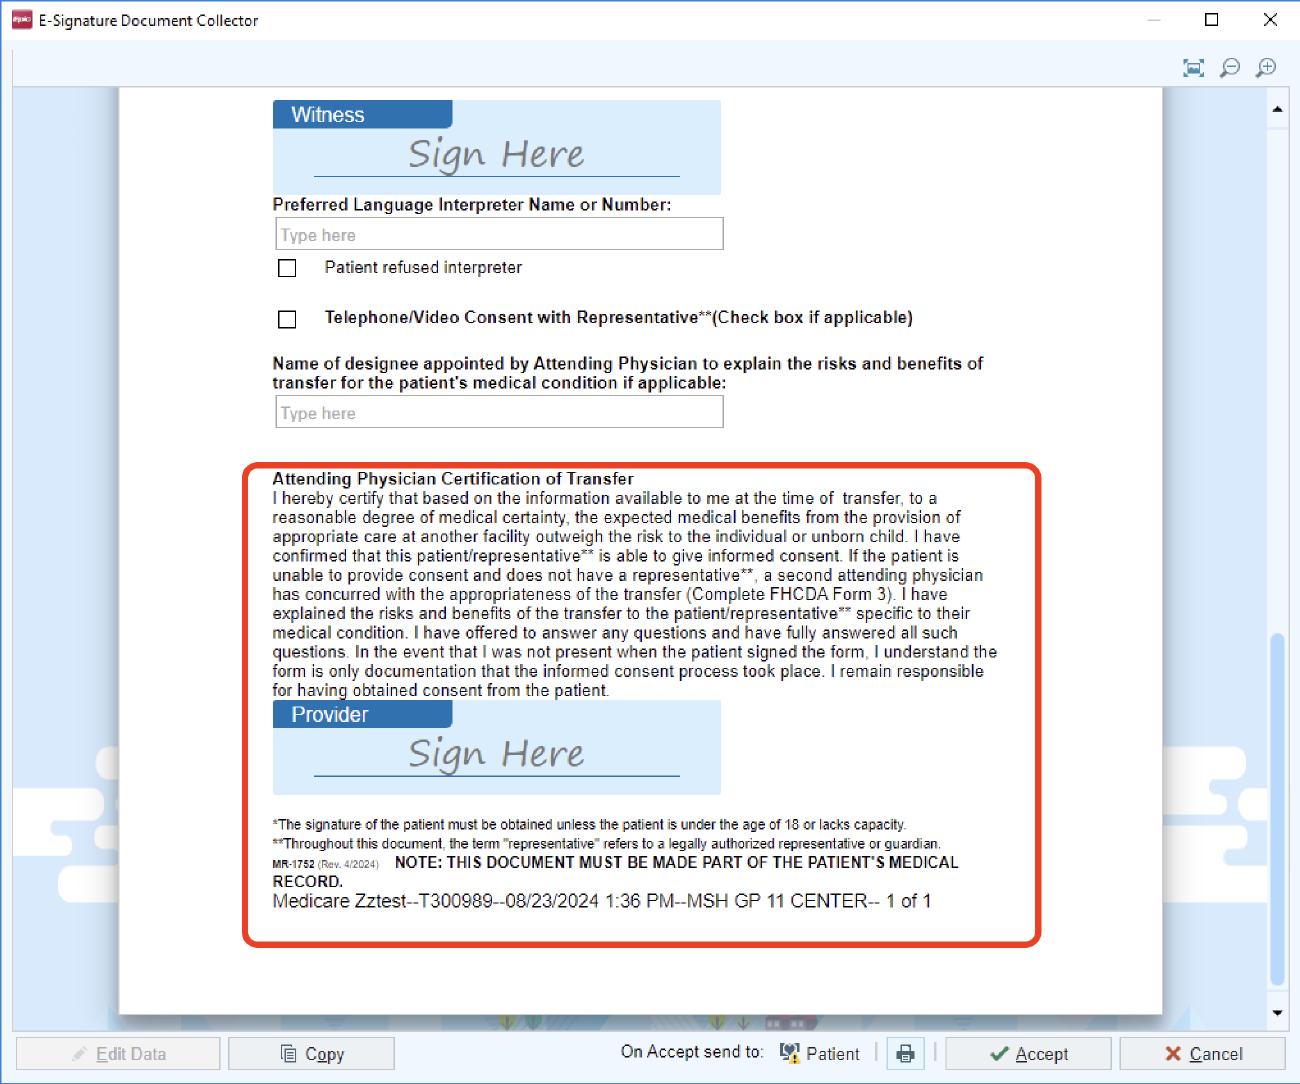 Epic E-Signature Document Collector
Witness
Sign Here
Preferred Language Interpreter Name or Number:
Type here
Patient refused interpreter
Telephone/Video Consent with Representative**(Check box if applicable)
Name of designee appointed by Attending Physician to explain the risks and benefits of
transfer for the patient's medical condition if applicable:
Type here
Attending Physician Certification of Transfer
I hereby certify that based on the information available to me at the time of  transfer, to a
reasonable degree of medical certainty, the expected medical benefits from the provision of
appropriate care at another facility outweigh the risk to the individual or unborn child. I have
confirmed that this patient/representative** is able to give informed consent. If the patient is
unable to provide consent and does not have a representative**, a second attending physician
has concurred with the appropriateness of the transfer (Complete FHCDA Form 3). I have
explained the risks and benefits of the transfer to the patient/representative** specific to their
medical condition. I have offered to answer any questions and have fully answered all such
questions. In the event that I was not present when the patient signed the form, I understand the
form is only documentation that the informed consent process took place. I remain responsible
for having obtained consent from the patient.
Provider
Sign Here
*The signature of the patient must be obtained unless the patient is under the age of 18 or lacks capacity.
**Throughout this document, the term "representative" refers to a legally authorized representative or guardian.
MR-1752 (Rev. 4/2024) NOTE: THIS DOCUMENT MUST BE MADE PART OF THE PATIENT'S MEDICAL
RECORD.
Medicare Zztest--T300989--08/23/2024 1:36 PM--MSH GP 11 CENTER-- 1 of 1
Edit Data Copy On Accept send to: Patient Accept Cancel